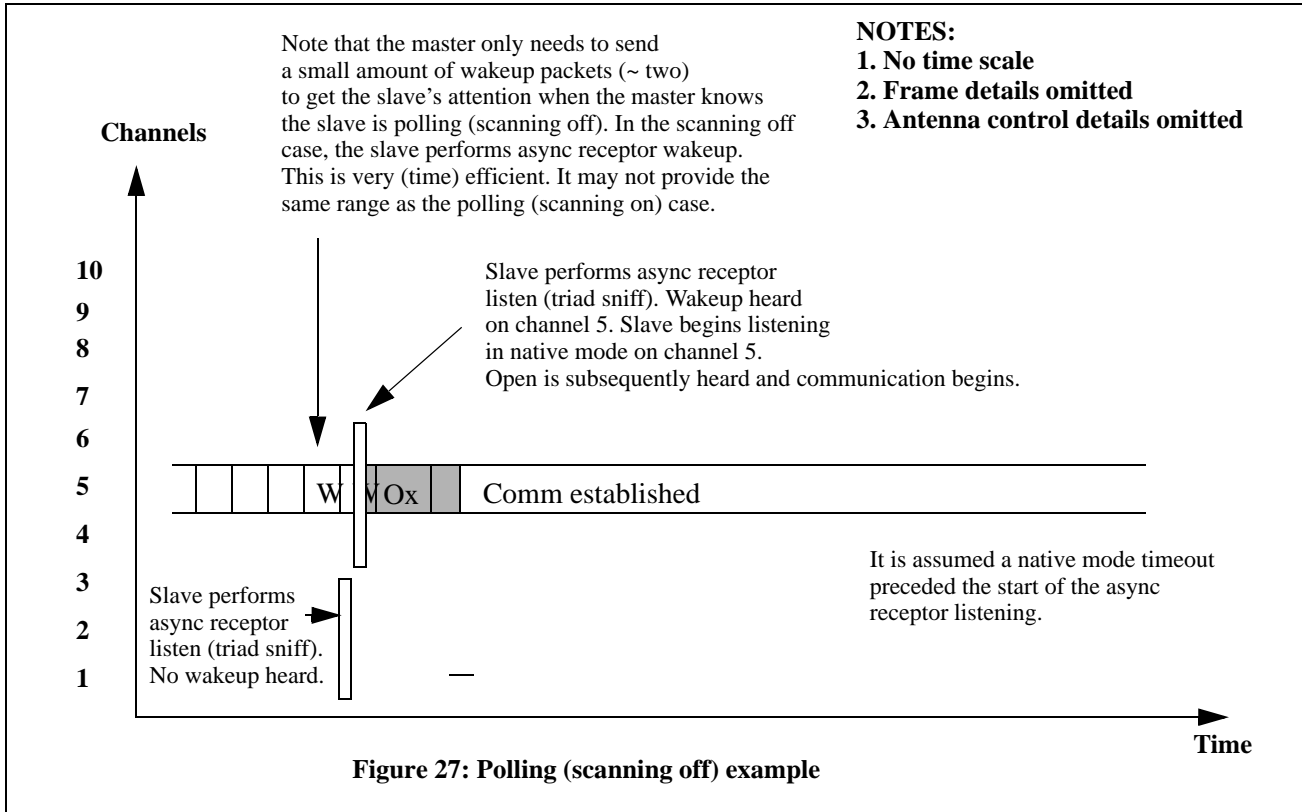 Note that the master only needs to send
a small amount of wakeup packets (~ two)
to get the slave's attention when the master knows
the slave is polling (scanning off). In the scanning off
case, the slave performs async receptor wakeup.
This is very (time) efficient. It may not provide the
same range as the polling (scanning on) case.
NOTES:
1. No time scale
2. Frame details omitted
3. Antenna control details omitted
Channels
10
9
8
7
6
5
4
3
2
1
Slave performs async receptor
listen (triad sniff). Wakeup heard
on channel 5. Slave begins listening
in native mode on channel 5.
Open is subsequently heard and communication begins.
W W Ox Comm established
It is assumed a native mode timeout
preceded the start of the async
receptor listening.
Slave performs
async receptor
listen (triad sniff).
No wakeup heard.
Time
Figure 27: Polling (scanning off) example